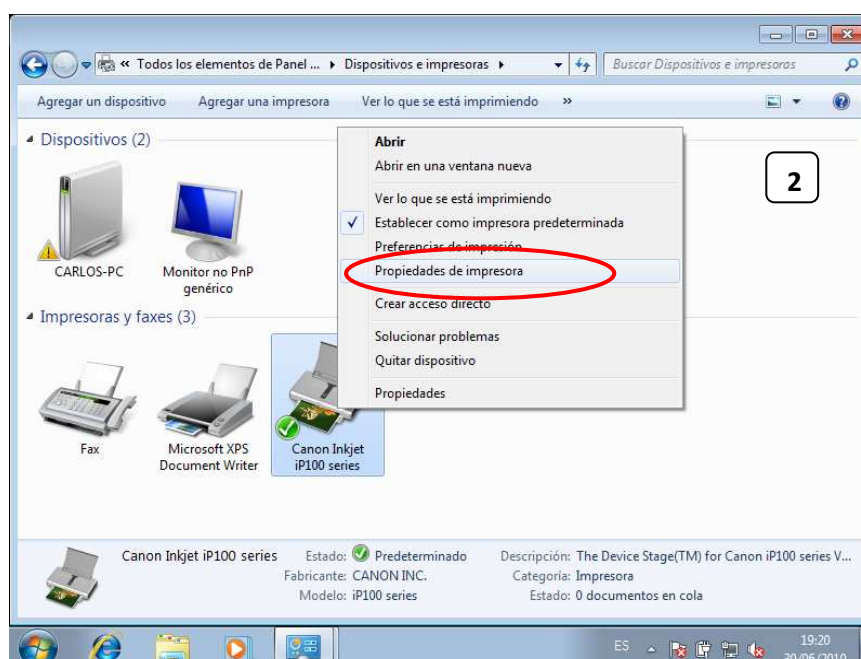 « Todos los elementos de Panel ... Dispositivos e impresoras
Buscar Dispositivos e impresoras
Agregar un dispositivo Agregar una impresora Ver lo que se está imprimiendo »
Dispositivos (2)
CARLOS-PC
Monitor no PnP
genérico
Abrir
Abrir en una ventana nueva
Ver lo que se está imprimiendo
Establecer como impresora predeterminada
Preferencias de impresión
Propiedades de impresora
Crear acceso directo
Solucionar problemas
Quitar dispositivo
Propiedades
2
Impresoras y faxes (3)
Fax
Microsoft XPS
Document Writer
Canon Inkjet
iP100 series
Canon Inkjet iP100 series Estado: Predeterminado Descripción: The Device Stage(TM) for Canon iP100 series V...
Fabricante: CANON INC. Categoría: Impresora
Modelo: iP100 series Estado: 0 documentos en cola
ES 19:20
30/06/2010